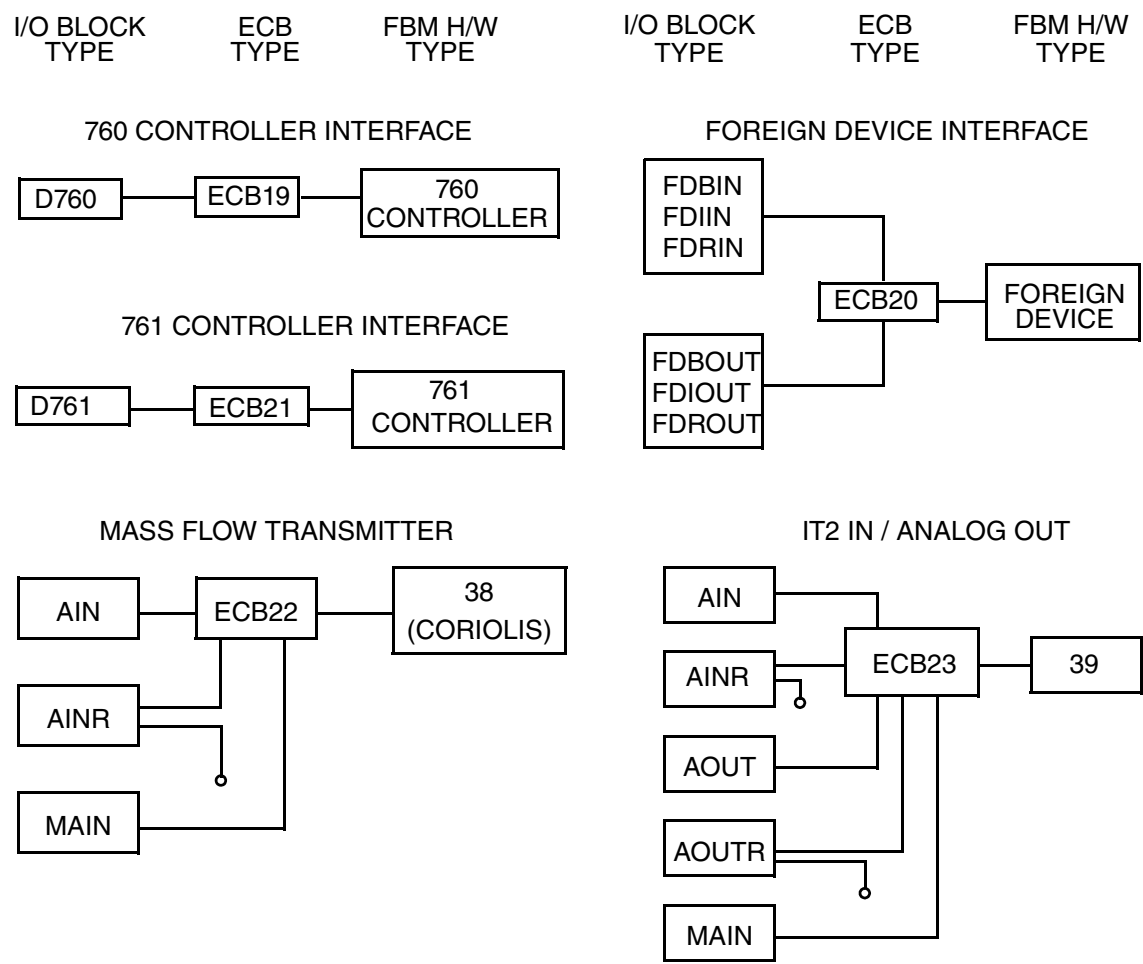 I/O BLOCK
TYPE
ECB
TYPE
FBM H/W
TYPE
760 CONTROLLER INTERFACE
D760
ECB19
760
CONTROLLER
761 CONTROLLER INTERFACE
D761
ECB21
761
CONTROLLER
MASS FLOW TRANSMITTER
AIN
ECB22
38
(CORIOLIS)
AINR
MAIN
I/O BLOCK
TYPE
ECB
TYPE
FBM H/W
TYPE
FOREIGN DEVICE INTERFACE
FDBIN
FDIIN
FDRIN
ECB20
FOREIGN
DEVICE
FDBOUT
FDIOUT
FDROUT
IT2 IN / ANALOG OUT
AIN
AINR
ECB23
39
AOUT
AOUTR
MAIN